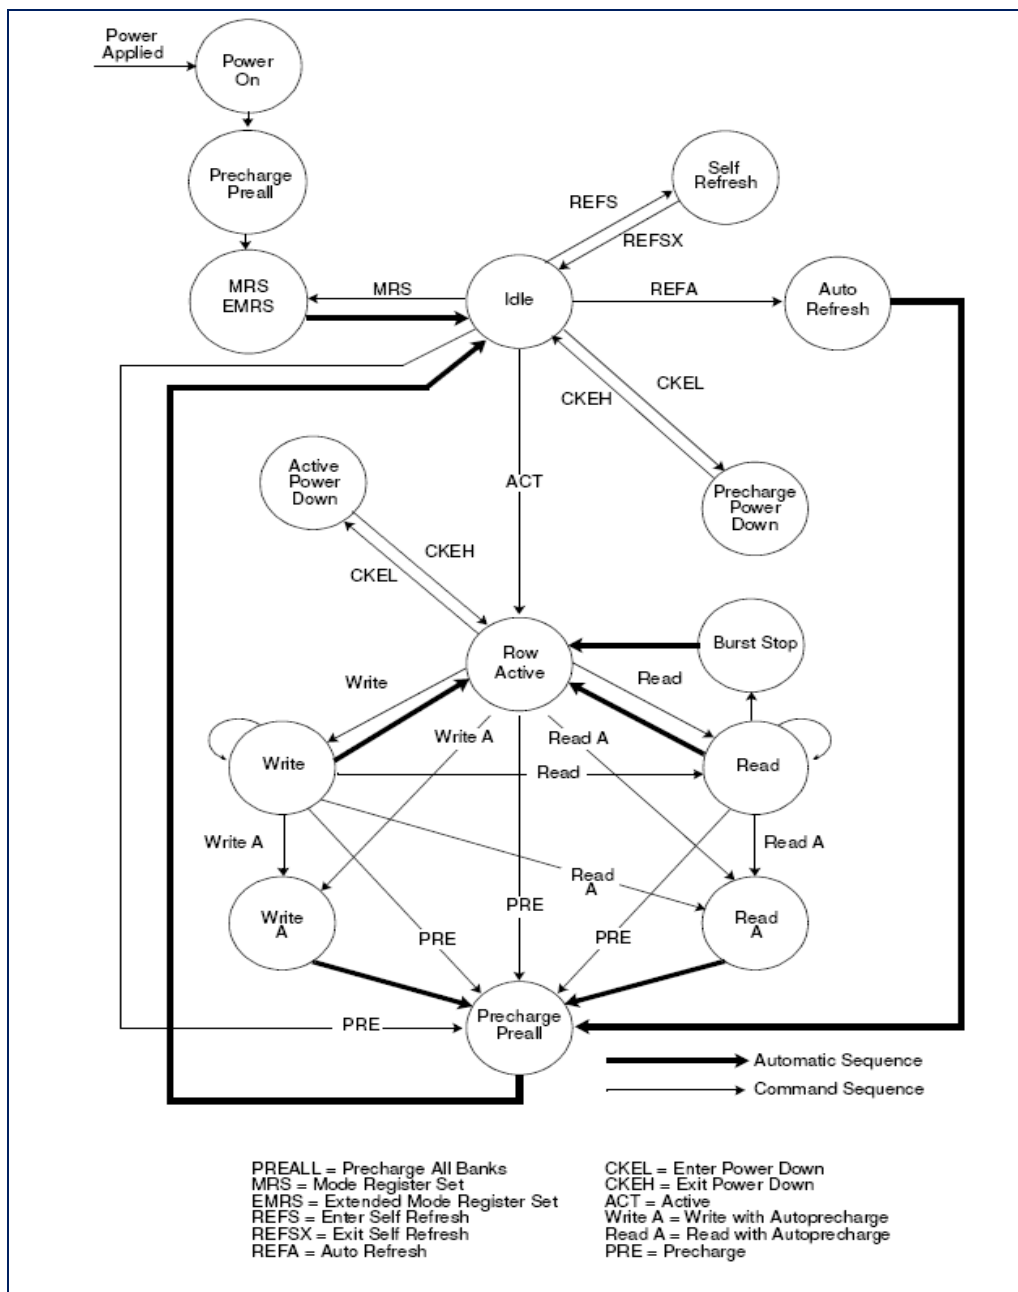 Power
Applied
Power
On
Precharge
Preall
Self
Refresh
REFS
REFSX
MRS
EMRS
MRS
Idle
REFA
Auto
Refresh
CKEL
CKEH
Active
Power
Down
ACT
Precharge
Power
Down
CKEH
CKEL
Row
Active
Burst Stop
Write
Read
Write A
Read A
Write
Read
Read
Write A
Read A
Read
A
Write
A
PRE
PRE
PRE
Read
A
Precharge
Preall
PRE
Automatic Sequence
Command Sequence
PREALL = Precharge All Banks
MRS = Mode Register Set
EMRS = Extended Mode Register Set
REFS = Enter Self Refresh
REFSX = Exit Self Refresh
REFA = Auto Refresh
CKEL = Enter Power Down
CKEH = Exit Power Down
ACT = Active
Write A = Write with Autoprecharge
Read A = Read with Autoprecharge
PRE = Precharge